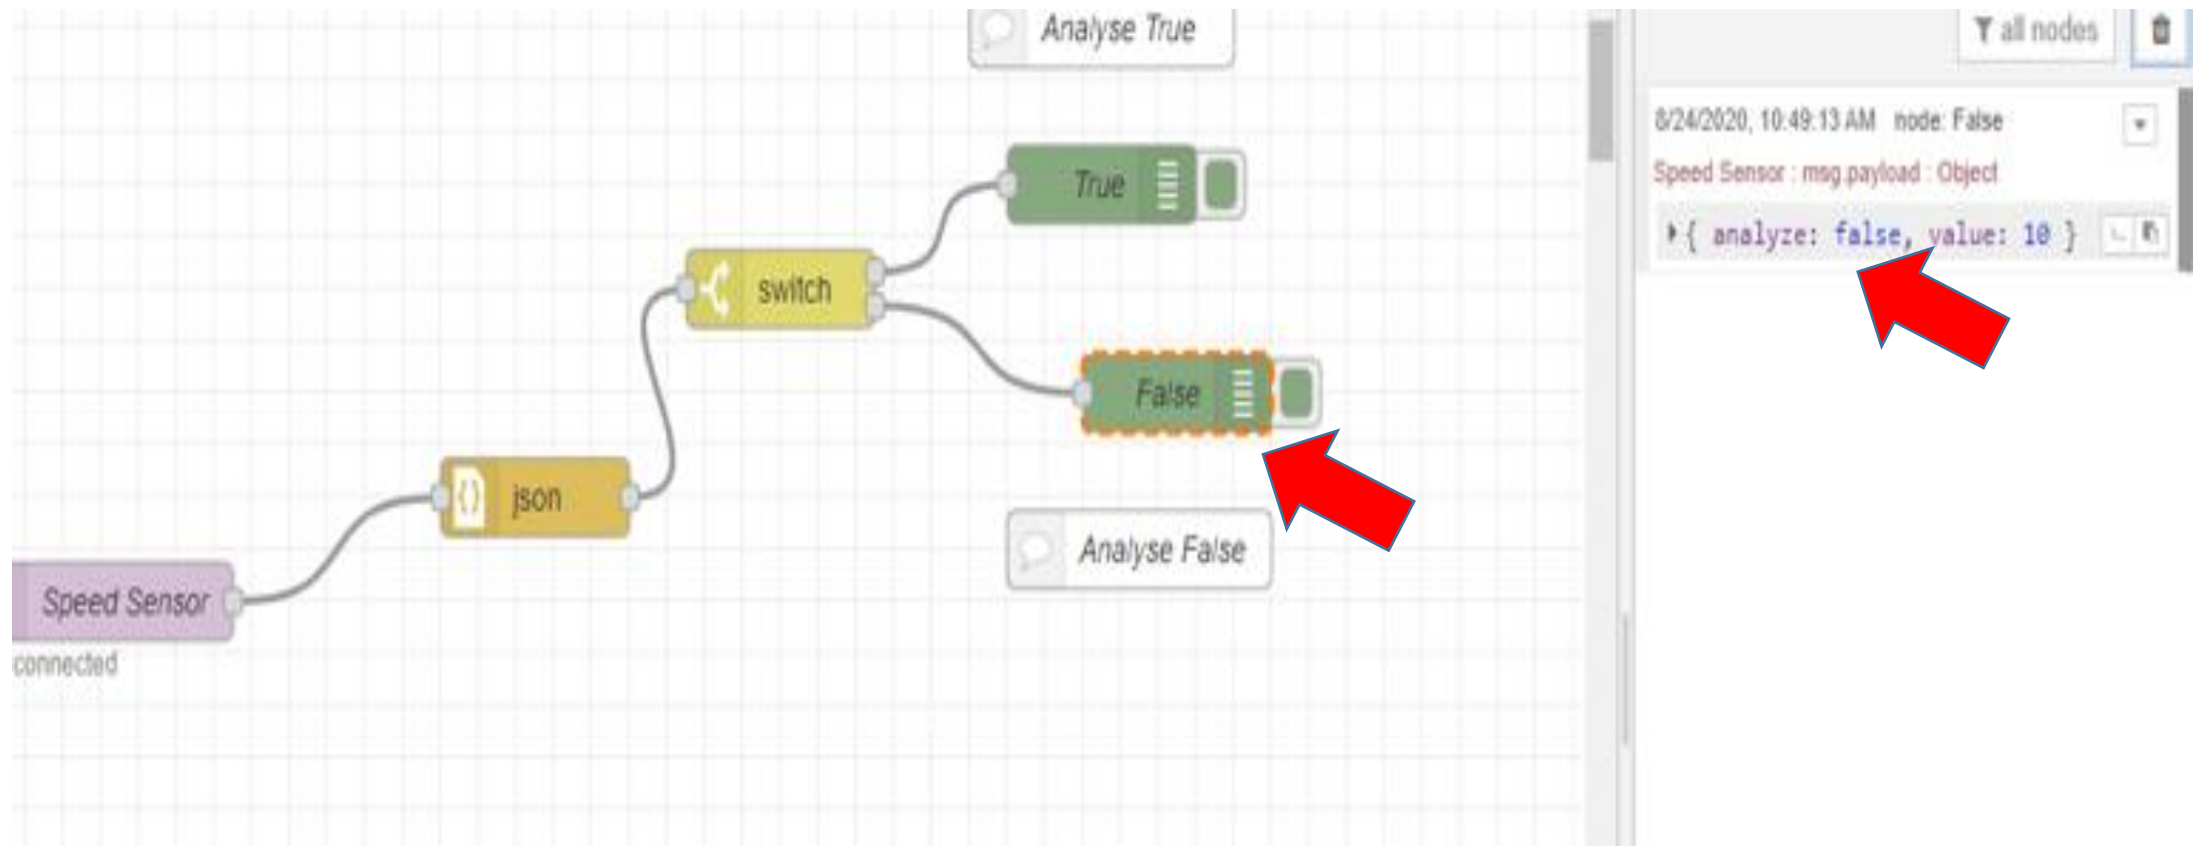 Analyse True
True
switch
False
json
Analyse False
Speed Sensor
connected
all nodes
8/24/2020, 10:49:13 AM node: False
Speed Sensor : msg.payload : Object
{ analyze: false, value: 10 }